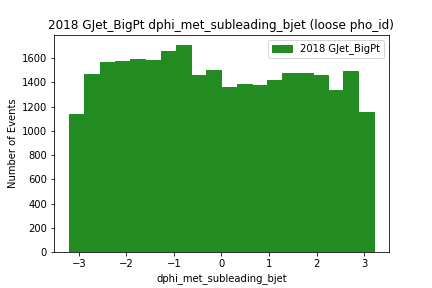 2018 GJet_BigPt dphi_met_subleading_bjet (loose pho_id)
2018 GJet_BigPt
Number of Events
1600
1400
1200
1000
800
600
400
200
0
−3 −2 −1 0 1 2 3
dphi_met_subleading_bjet